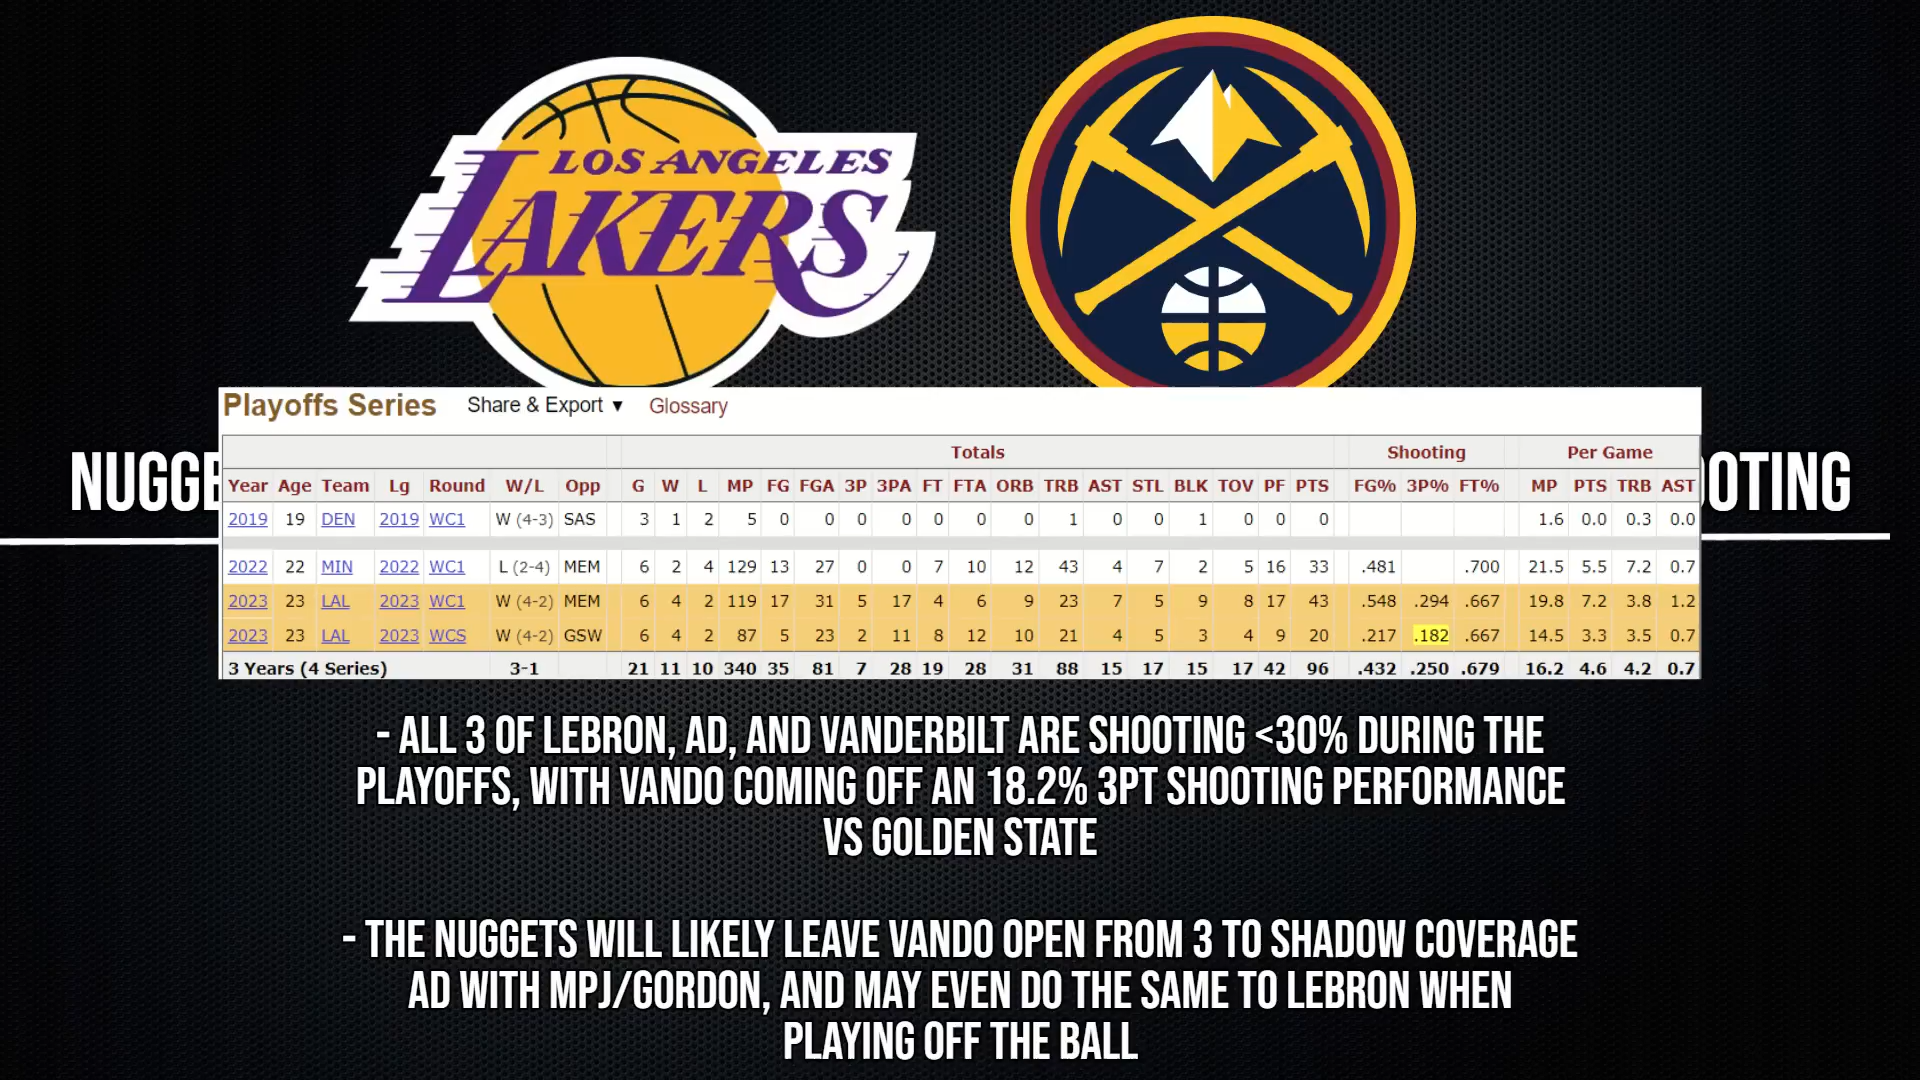 LOS ANGELES
LAKERS
Playoffs Series Share & Export ▼ Glossary
Totals Shooting Per Game
NUGGE OTING
Year Age Team Lg Round W/L Opp G W L MP FG FGA 3P 3PA FT FTA ORB TRB AST STL BLK TOV PF PTS FG% 3P% FT% MP PTS TRB AST
2019 19 DEN 2019 WC1 W (4-3) SAS 3 1 2 5 0 0 0 0 0 0 0 1 0 0 1 0 0 0 1.6 0.0 0.3 0.0
2022 22 MIN 2022 WC1 L (2-4) MEM 6 2 4 129 13 27 0 0 7 10 12 43 4 7 2 5 16 33 .481 .700 21.5 5.5 7.2 0.7
2023 23 LAL 2023 WC1 W (4-2) MEM 6 4 2 119 17 31 5 17 4 6 9 23 7 5 9 8 17 43 .548 .294 .667 19.8 7.2 3.8 1.2
2023 23 LAL 2023 WCS W (4-2) GSW 6 4 2 87 5 23 2 11 8 12 10 21 4 5 3 4 9 20 .217 .182 .667 14.5 3.3 3.5 0.7
3 Years (4 Series) 3-1 21 11 10 340 35 81 7 28 19 28 31 88 15 17 15 17 42 96 .432 .250 .679 16.2 4.6 4.2 0.7
- ALL 3 OF LEBRON, AD, AND VANDERBILT ARE SHOOTING <30% DURING THE
PLAYOFFS, WITH VANDO COMING OFF AN 18.2% 3PT SHOOTING PERFORMANCE
VS GOLDEN STATE
- THE NUGGETS WILL LIKELY LEAVE VANDO OPEN FROM 3 TO SHADOW COVERAGE
AD WITH MPJ/GORDON, AND MAY EVEN DO THE SAME TO LEBRON WHEN
PLAYING OFF THE BALL